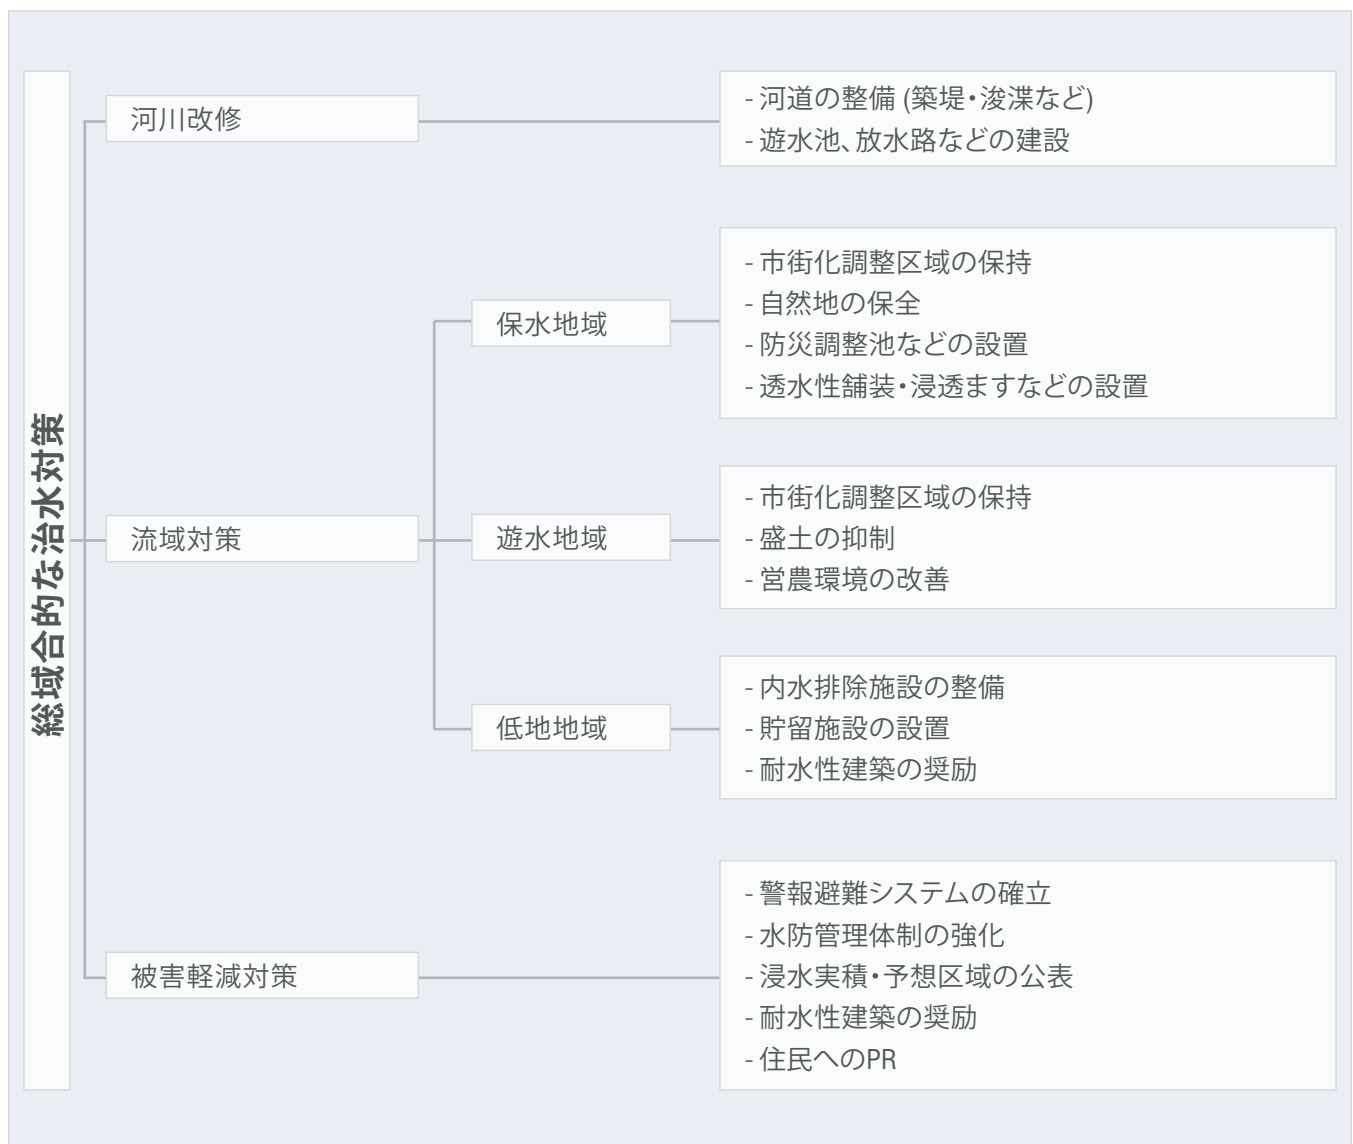 総域合的な治水対策
河川改修
- 河道の整備 (築堤・浚渫など)
- 遊水池、放水路などの建設
流域対策
保水地域
- 市街化調整区域の保持
- 自然地の保全
- 防災調整池などの設置
- 透水性舗装・浸透ますなどの設置
遊水地域
- 市街化調整区域の保持
- 盛土の抑制
- 営農環境の改善
低地地域
- 内水排除施設の整備
- 貯留施設の設置
- 耐水性建築の奨励
被害軽減対策
- 警報避難システムの確立
- 水防管理体制の強化
- 浸水実積・予想区域の公表
- 耐水性建築の奨励
- 住民へのPR